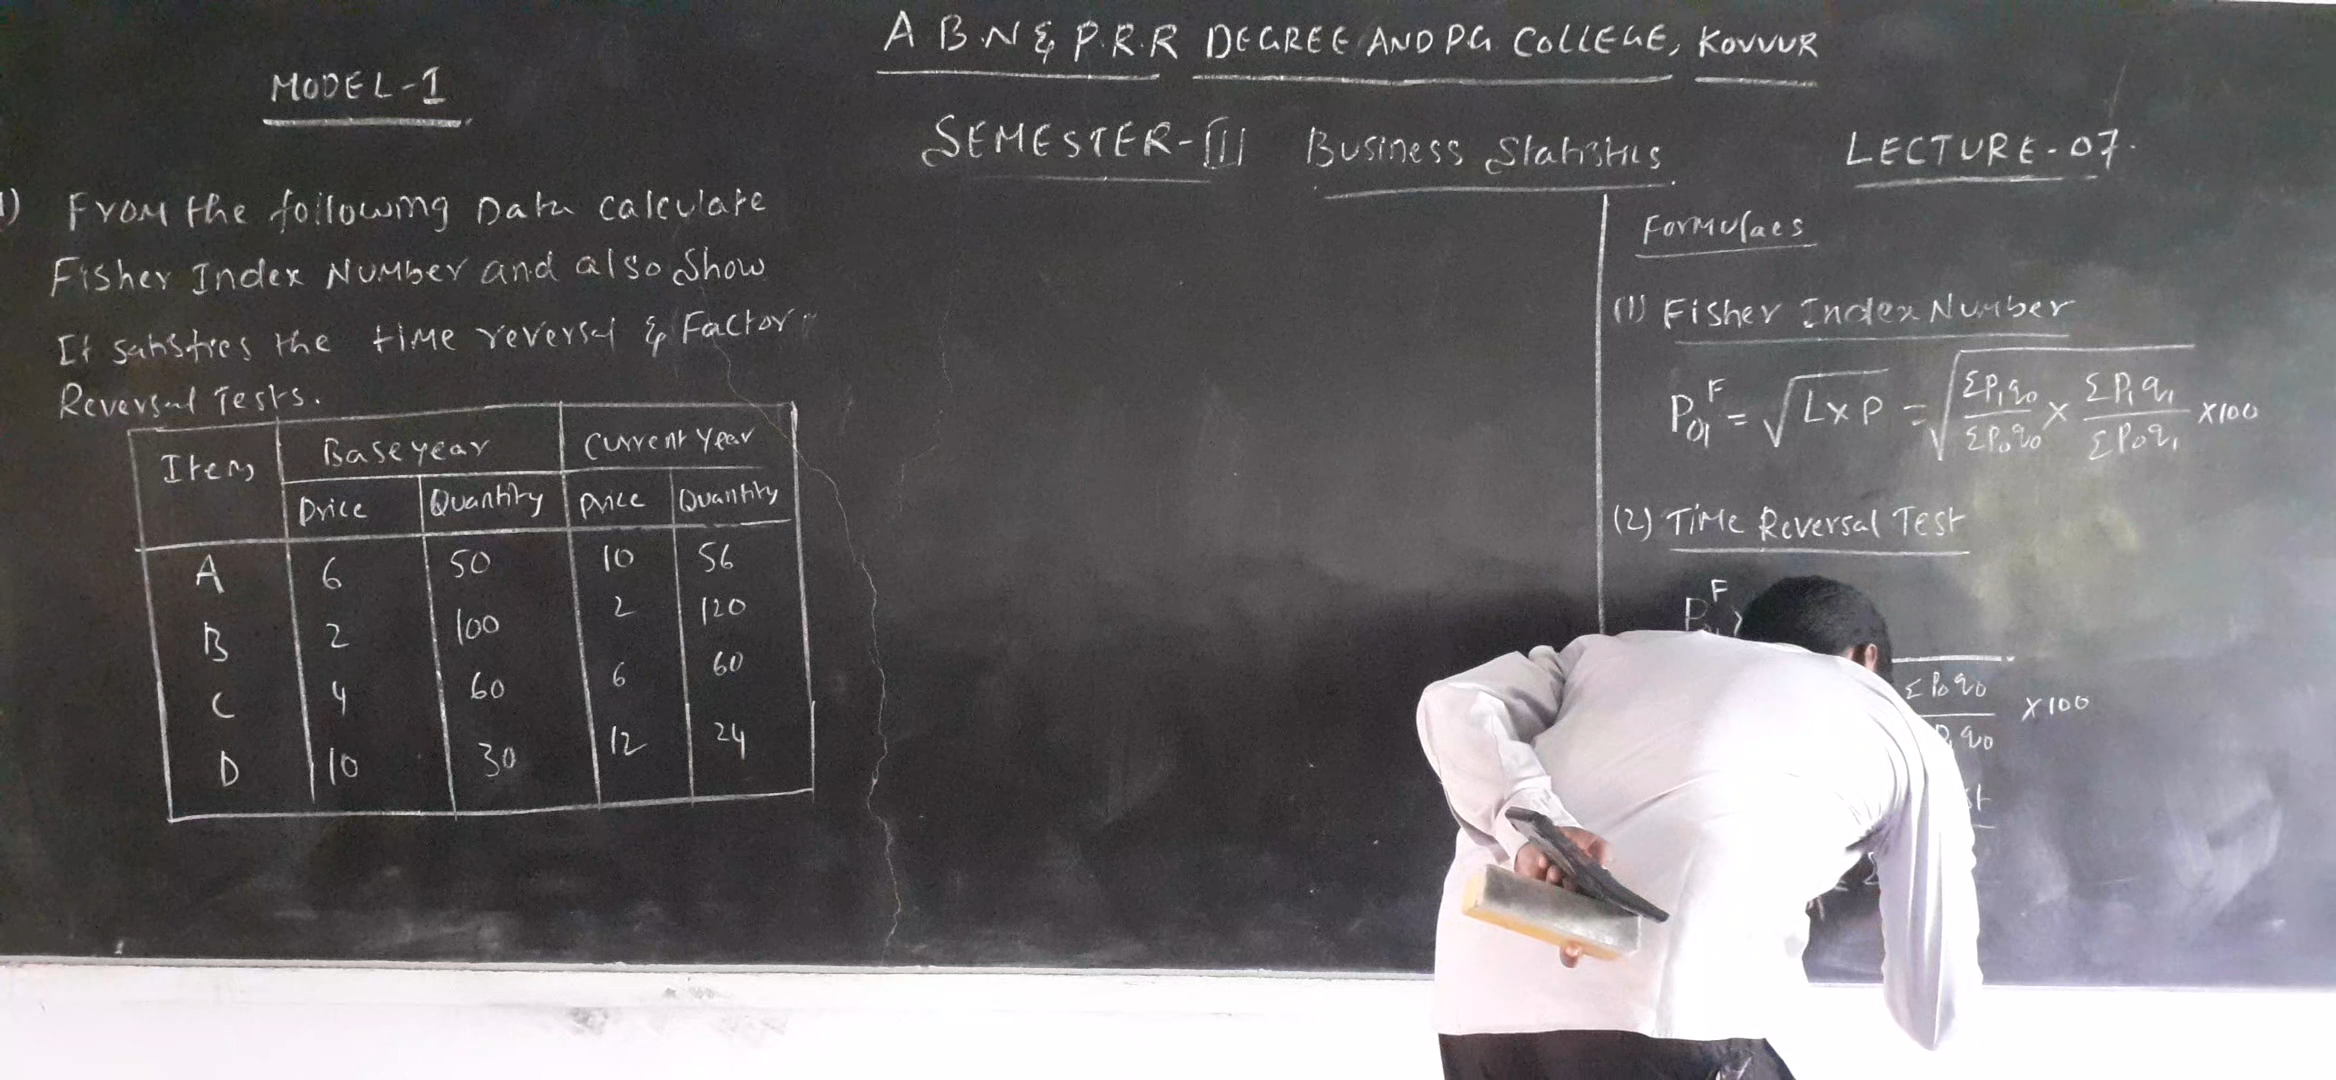 A B.N & P.R.R DEGREE AND PG COLLEGE, KOVVUR
SEMESTER-III Business Statistics LECTURE-07.
MODEL-I
1) From the following Data calculate
Fisher Index Number and also Show
It satisfies the time reversal & Factor
Reversal Tests.
Item Base year Current year
Price Quantity Price Quantity
A 6 50 10 56
B 2 100 2 120
C 4 60 6 60
D 10 30 12 24
Formulaes
(1) Fisher Index Number
P₀₁ᶠ = √L×P = √ΣP₁q₀/ΣP₀q₀ × ΣP₁q₁/ΣP₀q₁ ×100
(2) Time Reversal Test
ΣP₀q₀/P₁q₀ ×100